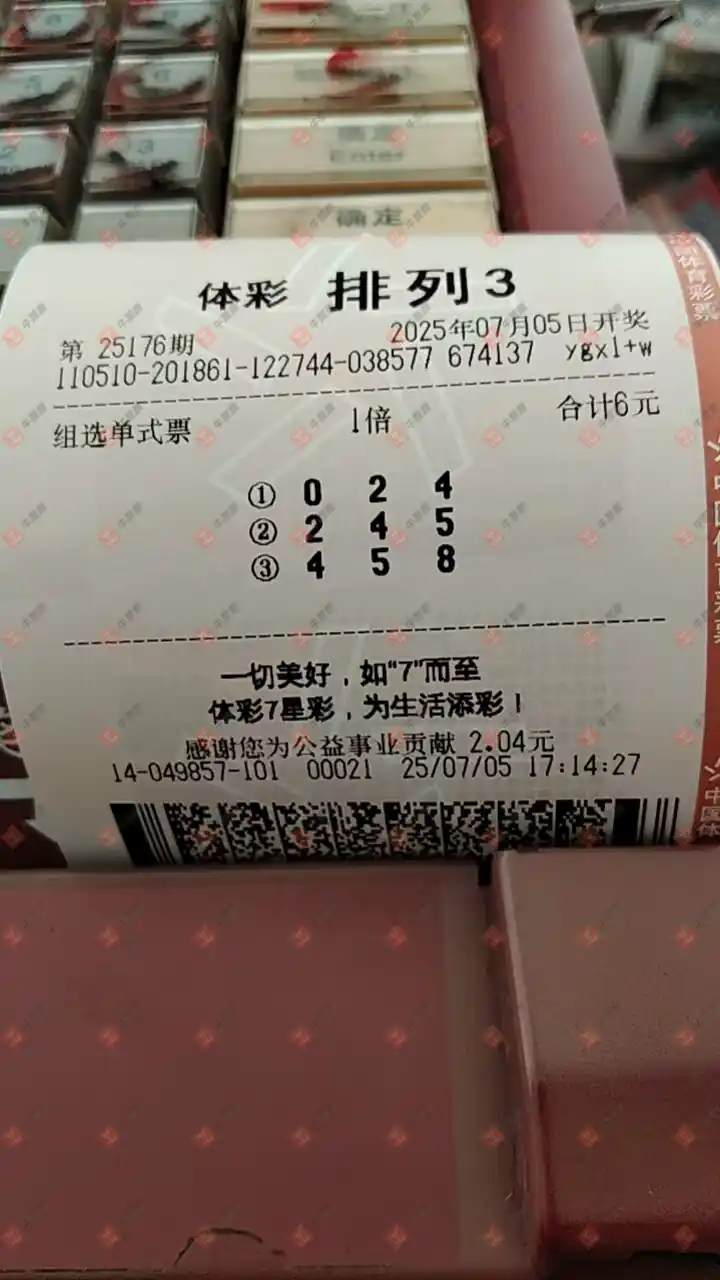 Enter
确定
体彩 排列3
第 25176期 2025年07月05日开奖
110510-201861-122744-038577 674137 ygxl+w
组选单式票 1倍 合计6元
① 0 2 4
② 2 4 5
③ 4 5 8
一切美好，如“7”而至
体彩7星彩，为生活添彩！
感谢您为公益事业贡献 2.04元
14-049857-101 00021 25/07/05 17:14:27